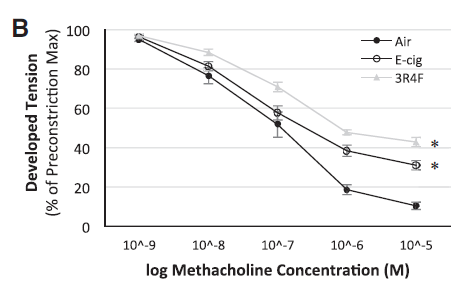 B
Developed Tension
(% of Preconstriction Max)
100
80
60
40
20
0
Air
E-cig
3R4F
*
*
10^-9
10^-8
10^-7
10^-6
10^-5
log Methacholine Concentration (M)